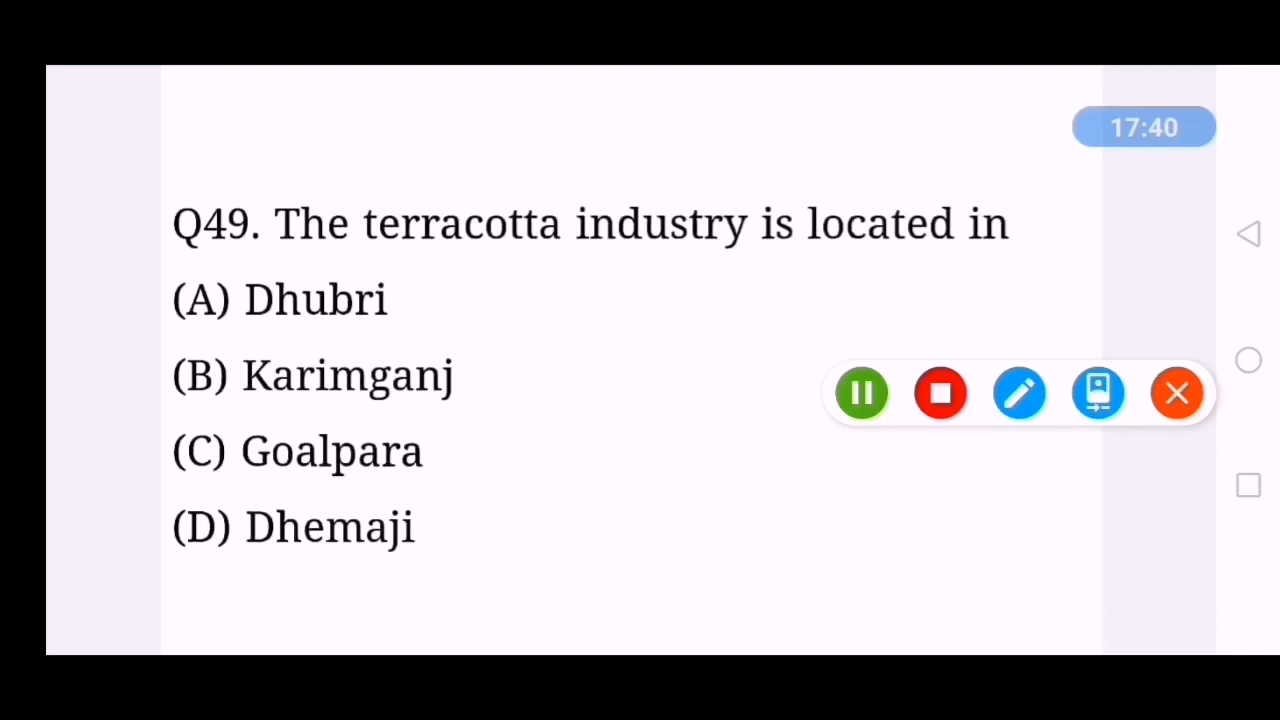 17:40
Q49. The terracotta industry is located in
(A) Dhubri
(B) Karimganj
(C) Goalpara
(D) Dhemaji